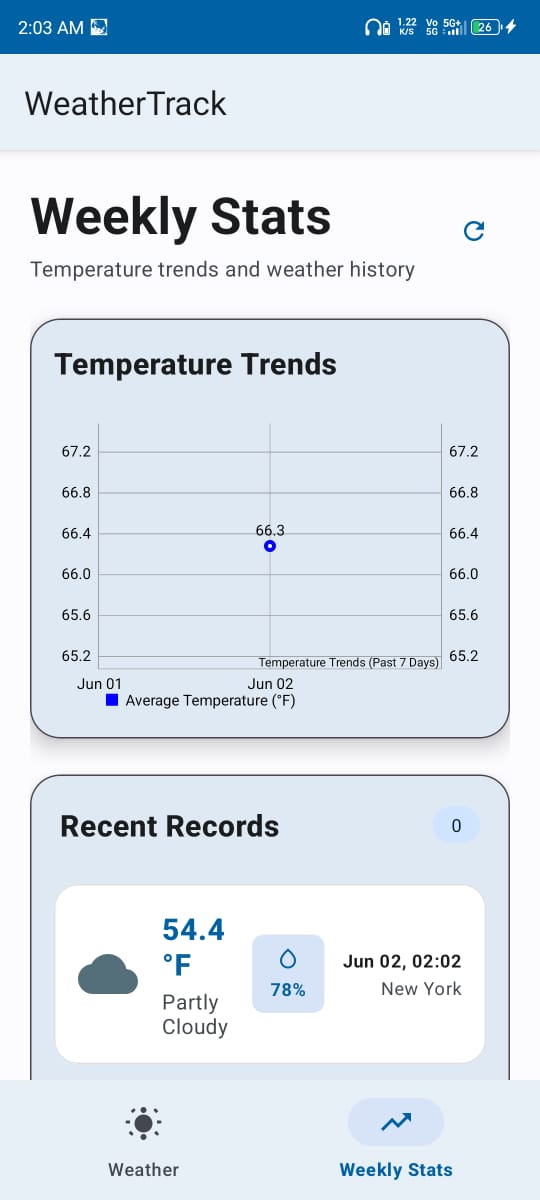 2:03 AM 1.22 K/S Vo 5G 5G+ 26
WeatherTrack
Weekly Stats
Temperature trends and weather history
Temperature Trends
67.2 67.2
66.8 66.8
66.3
66.4 66.4
66.0 66.0
65.6 65.6
65.2 65.2
Temperature Trends (Past 7 Days)
Jun 01 Jun 02
Average Temperature (°F)
Recent Records 0
54.4
°F
Partly
Cloudy
78%
Jun 02, 02:02
New York
Weather Weekly Stats